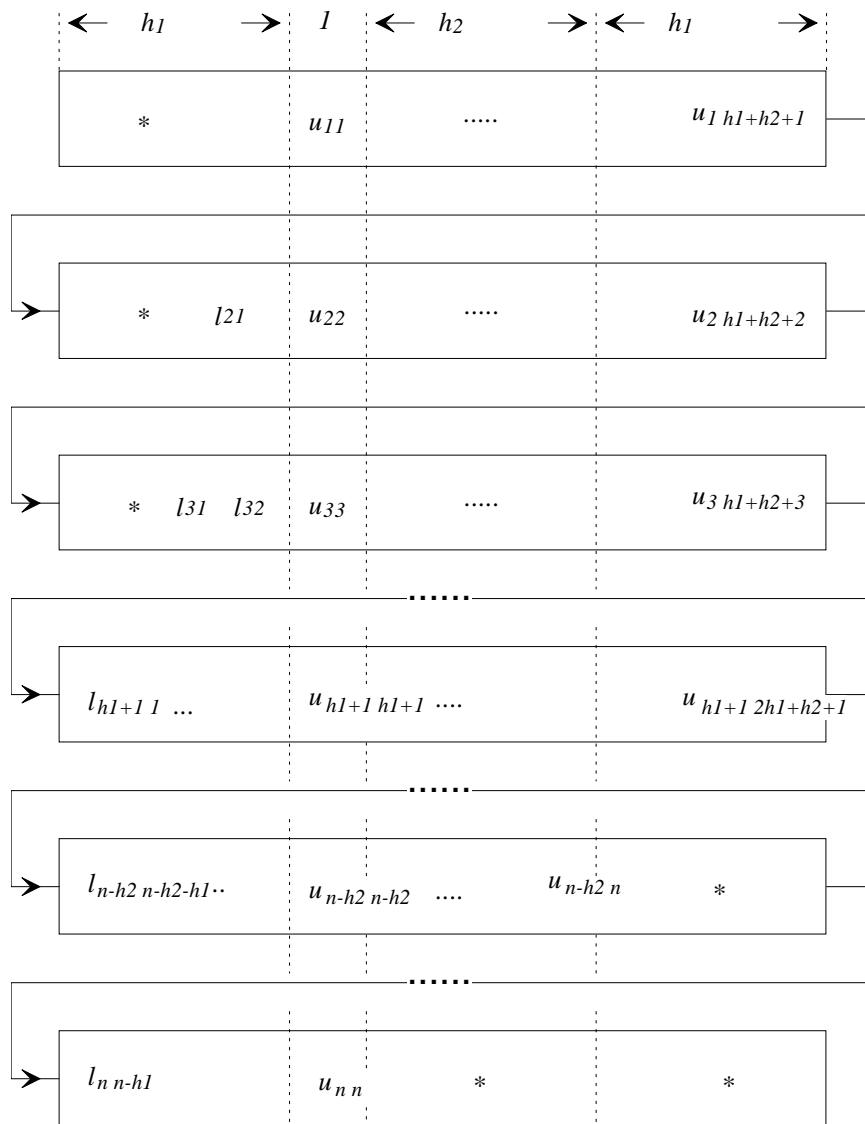 h1 1 h2 h1
* u11 ..... u1 h1+h2+1
* l21 u22 ..... u2 h1+h2+2
* l31 l32 u33 ..... u3 h1+h2+3
......
lh1+1 1 ... uh1+1 h1+1 .... uh1+1 2h1+h2+1
......
ln-h2 n-h2-h1.. un-h2 n-h2 .... un-h2 n *
......
ln n-h1 un n * *